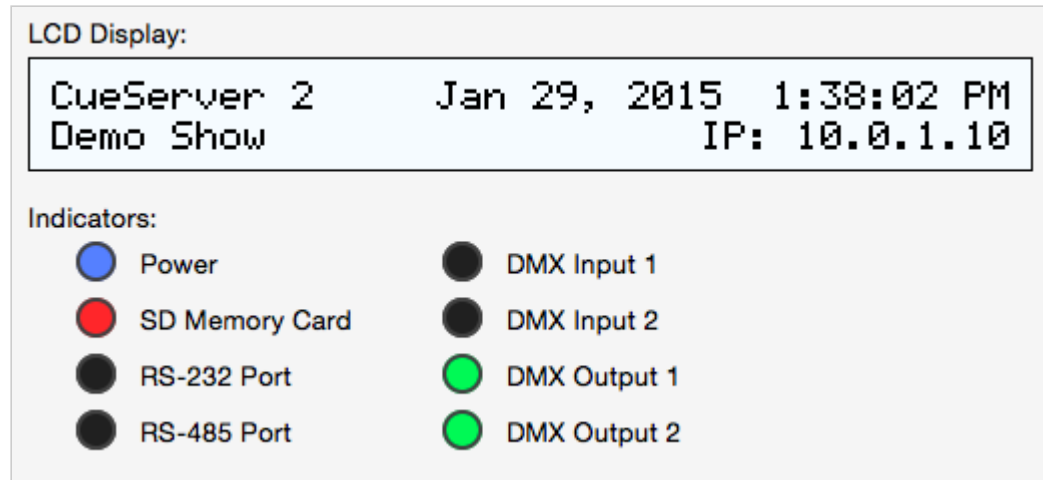 LCD Display:
CueServer 2 Jan 29, 2015 1:38:02 PM
Demo Show IP: 10.0.1.10
Indicators:
Power DMX Input 1
SD Memory Card DMX Input 2
RS-232 Port DMX Output 1
RS-485 Port DMX Output 2